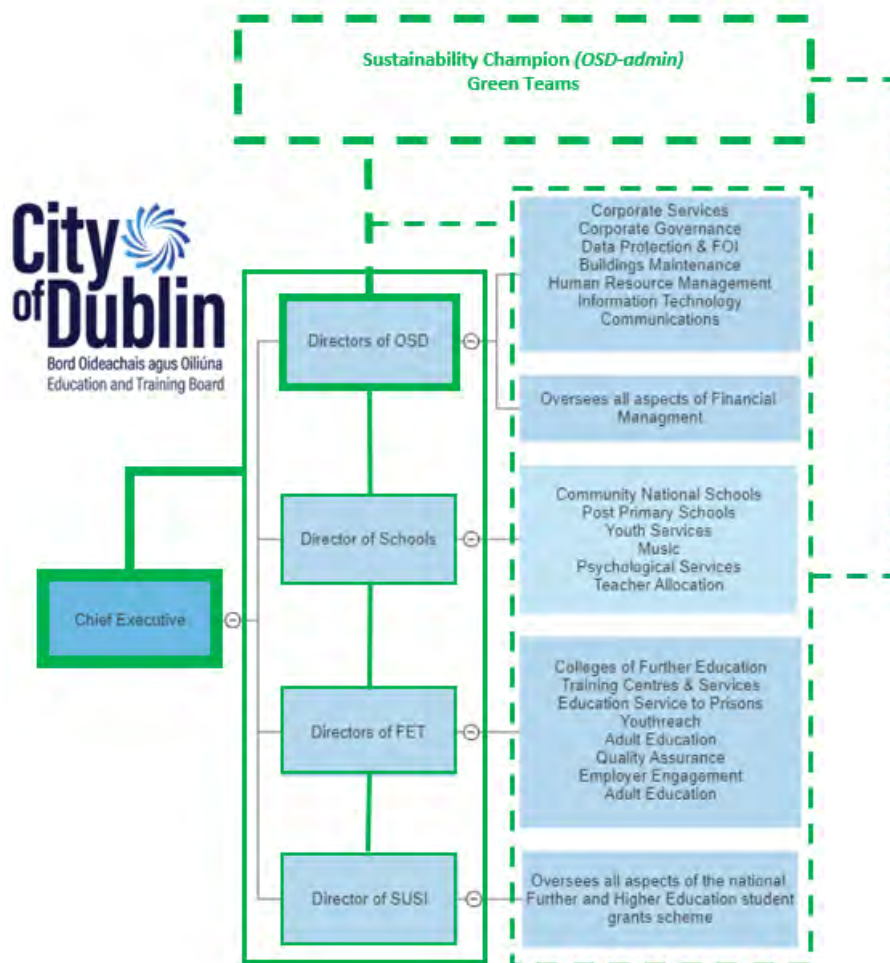 Sustainability Champion (OSD-admin)
Green Teams
City
of Dublin
Bord Oideachais agus Oiliúna
Education and Training Board
Chief Executive
Directors of OSD
Corporate Services
Corporate Governance
Data Protection & FOI
Buildings Maintenance
Human Resource Management
Information Technology
Communications
Oversees all aspects of Financial
Managment
Director of Schools
Community National Schools
Post Primary Schools
Youth Services
Music
Psychological Services
Teacher Allocation
Directors of FET
Colleges of Further Education
Training Centres & Services
Education Service to Prisons
Youthreach
Adult Education
Quality Assurance
Employer Engagement
Adult Education
Director of SUSI
Oversees all aspects of the national
Further and Higher Education student
grants scheme